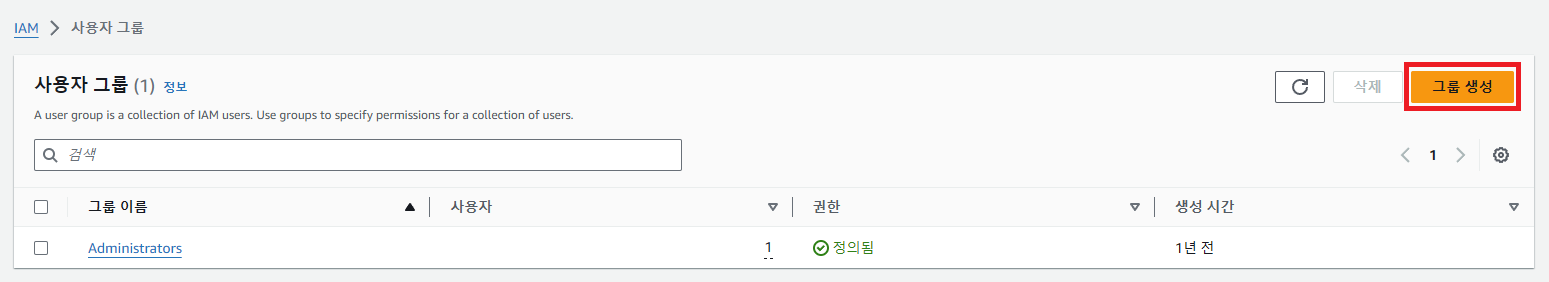 IAM > 사용자 그룹
사용자 그룹 (1) 정보
삭제 그룹 생성
A user group is a collection of IAM users. Use groups to specify permissions for a collection of users.
검색
1
그룹 이름 사용자 권한 생성 시간
Administrators 1 정의됨 1년 전